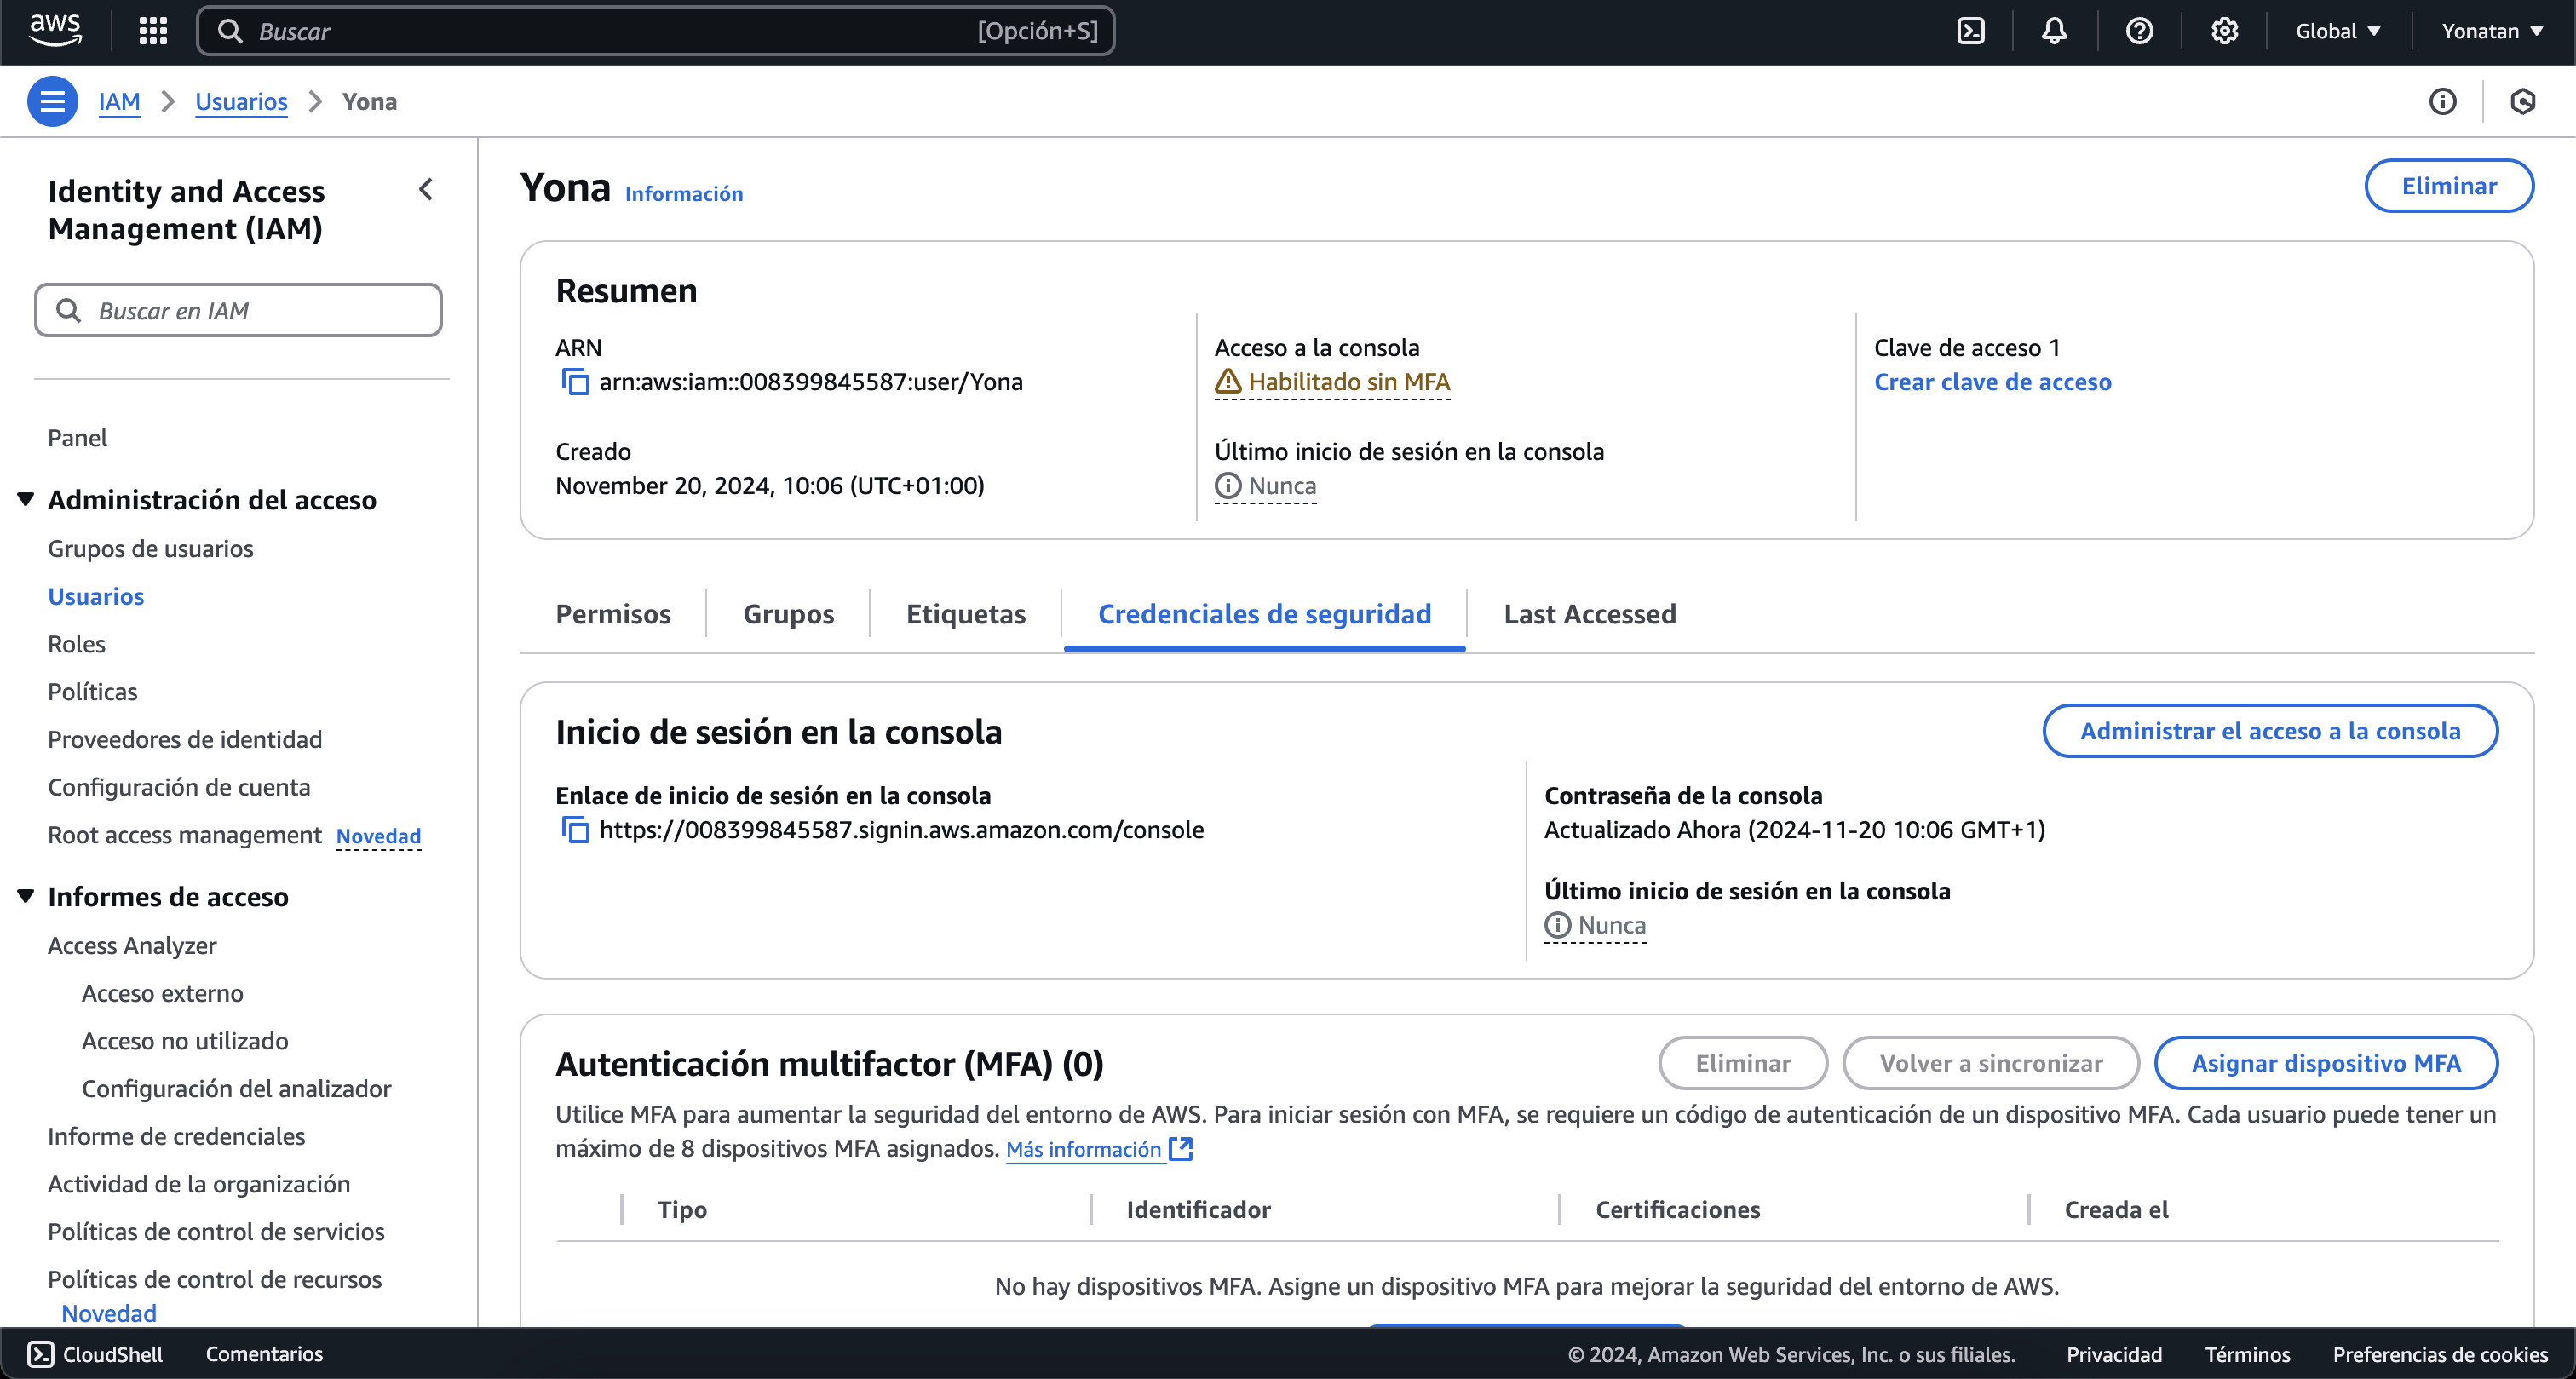 aws
Buscar
[Opción+S]
Global
Yonatan
IAM
Usuarios
Yona
Identity and Access
Management (IAM)
Buscar en IAM
Panel
Administración del acceso
Grupos de usuarios
Usuarios
Roles
Políticas
Proveedores de identidad
Configuración de cuenta
Root access management Novedad
Informes de acceso
Access Analyzer
Acceso externo
Acceso no utilizado
Configuración del analizador
Informe de credenciales
Actividad de la organización
Políticas de control de servicios
Políticas de control de recursos
Novedad
Yona Información
Eliminar
Resumen
ARN
arn:aws:iam::008399845587:user/Yona
Creado
November 20, 2024, 10:06 (UTC+01:00)
Acceso a la consola
Habilitado sin MFA
Último inicio de sesión en la consola
Nunca
Clave de acceso 1
Crear clave de acceso
Permisos
Grupos
Etiquetas
Credenciales de seguridad
Last Accessed
Inicio de sesión en la consola
Administrar el acceso a la consola
Enlace de inicio de sesión en la consola
https://008399845587.signin.aws.amazon.com/console
Contraseña de la consola
Actualizado Ahora (2024-11-20 10:06 GMT+1)
Último inicio de sesión en la consola
Nunca
Autenticación multifactor (MFA) (0)
Eliminar
Volver a sincronizar
Asignar dispositivo MFA
Utilice MFA para aumentar la seguridad del entorno de AWS. Para iniciar sesión con MFA, se requiere un código de autenticación de un dispositivo MFA. Cada usuario puede tener un
máximo de 8 dispositivos MFA asignados. Más información
Tipo
Identificador
Certificaciones
Creada el
No hay dispositivos MFA. Asigne un dispositivo MFA para mejorar la seguridad del entorno de AWS.
CloudShell
Comentarios
© 2024, Amazon Web Services, Inc. o sus filiales.
Privacidad
Términos
Preferencias de cookies